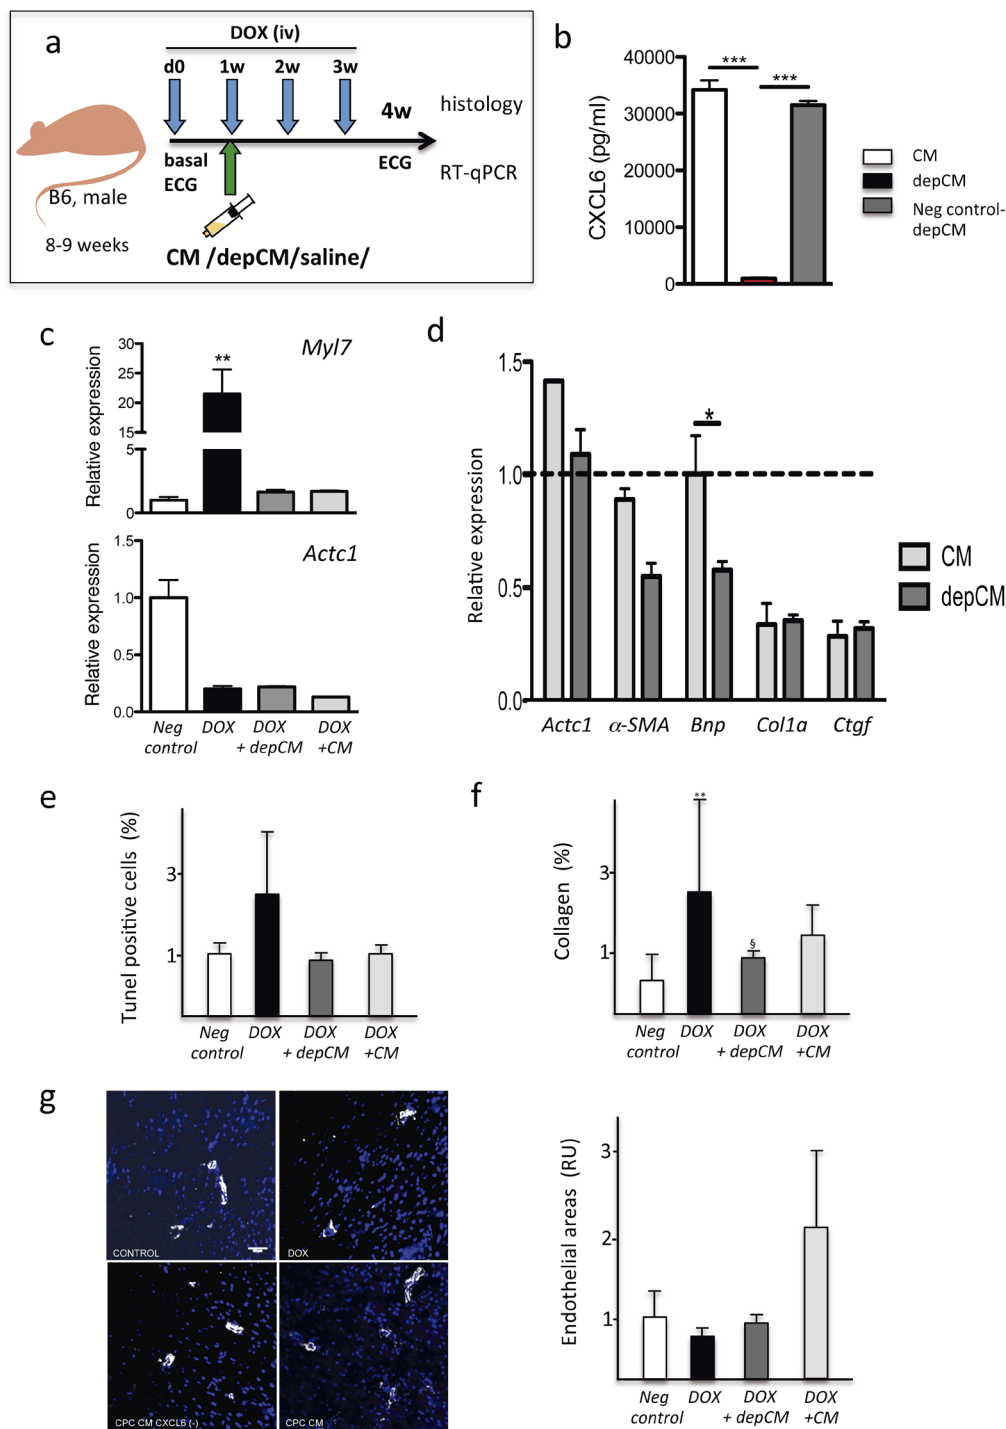 a
DOX (iv)
d0 1w 2w 3w
4w
histology
basal
ECG
ECG
RT-qPCR
B6, male
8-9 weeks
CM /depCM/saline/
b
40000
30000
20000
10000
0
CXCL6 (pg/ml)
*** ***
CM
depCM
Neg control-
depCM
c
Myl7
30
25
20
15
5
0
Relative expression
**
Actc1
1.5
1.0
0.5
0.0
Relative expression
Neg
control
DOX
DOX
+ depCM
DOX
+CM
d
1.5
1.0
0.5
0.0
Relative expression
*
CM
depCM
Actc1 α-SMA Bnp Col1a Ctgf
e
Tunel positive cells (%)
3
1
Neg
control
DOX
DOX
+ depCM
DOX
+CM
f
Collagen (%)
3
1
**
§
Neg
control
DOX
DOX
+ depCM
DOX
+CM
g
CONTROL
DOX
CPC CM CXCL6 (-)
CPC CM
Endothelial areas (RU)
3
2
1
Neg
control
DOX
DOX
+ depCM
DOX
+CM